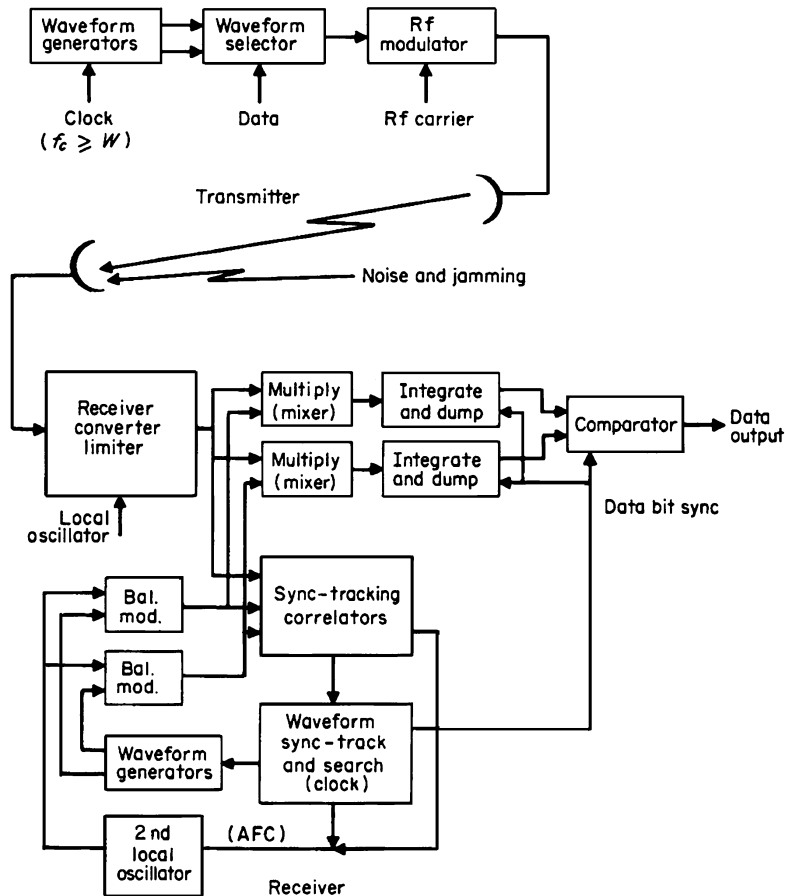 Waveform
generators
Waveform
selector
Rf
modulator
Clock
(fc ⩾ W)
Data
Rf carrier
Transmitter
Noise and jamming
Receiver
converter
limiter
Multiply
(mixer)
Integrate
and dump
Comparator
Data
output
Multiply
(mixer)
Integrate
and dump
Data bit sync
Local
oscillator
Bal.
mod.
Sync-tracking
correlators
Bal.
mod.
Waveform
sync-track
and search
(clock)
Waveform
generators
2nd
local
oscillator
(AFC)
Receiver